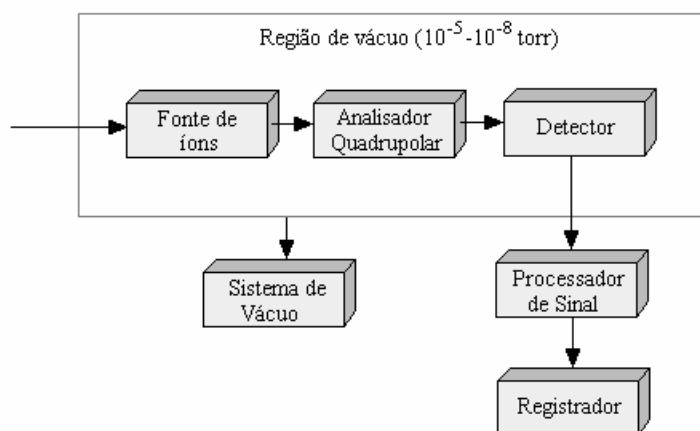 Região de vácuo (10⁻⁵-10⁻⁸ torr)
Fonte de
íons
Analisador
Quadrupolar
Detector
Sistema de
Vácuo
Processador
de Sinal
Registrador